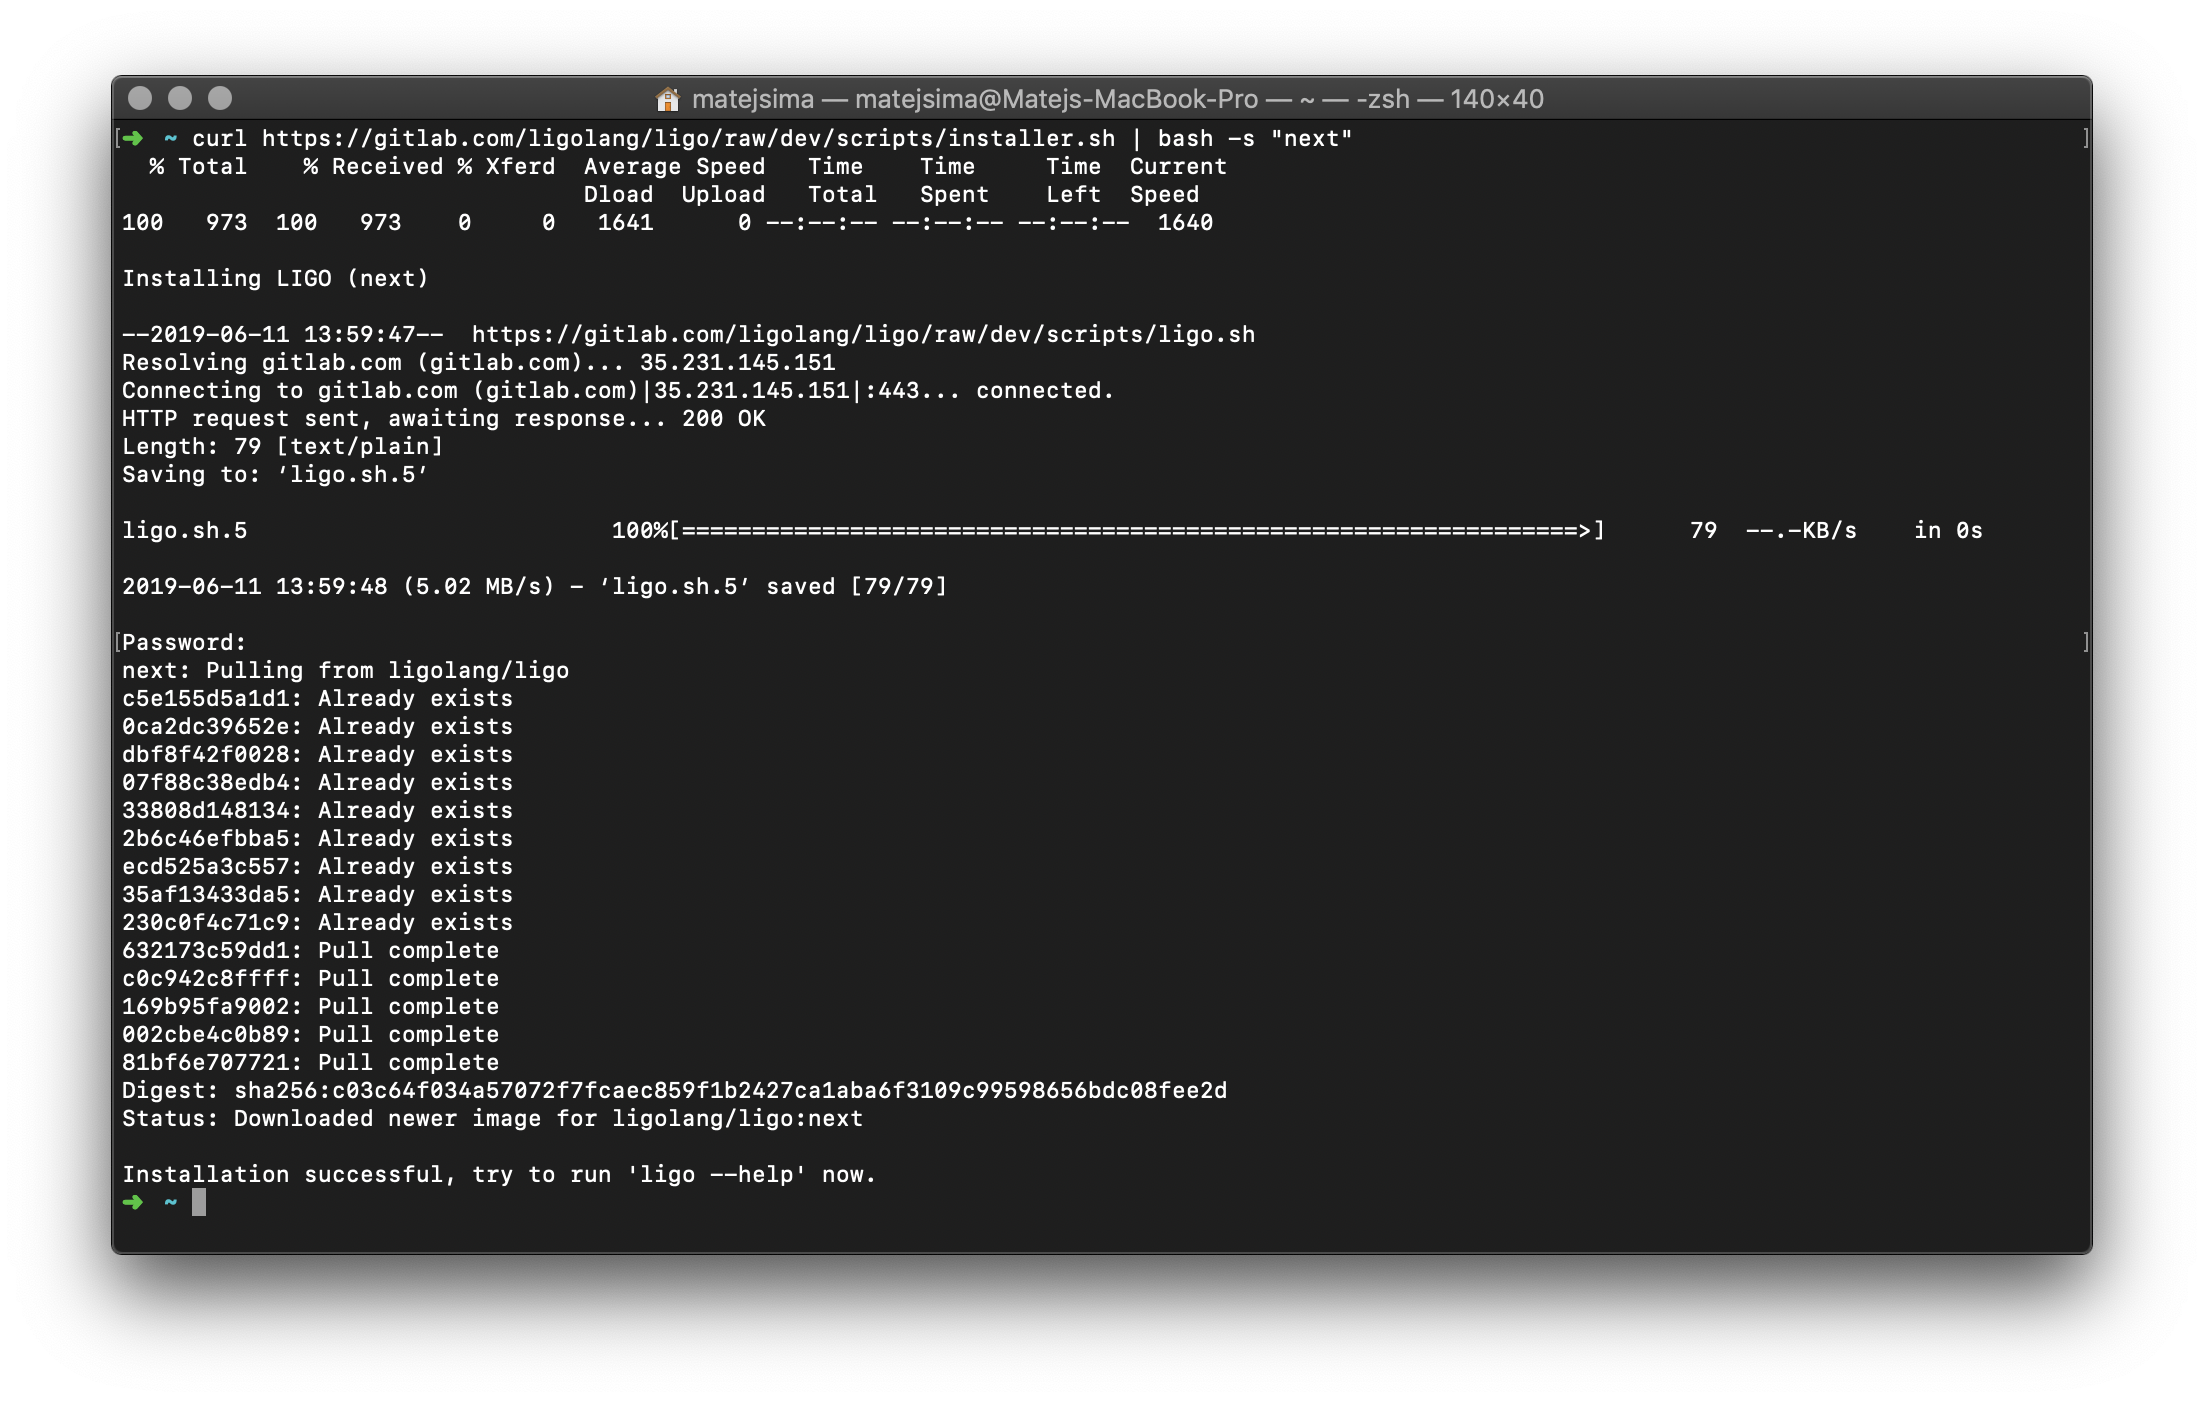 matejsima — matejsima@Matejs-MacBook-Pro — ~ — -zsh — 140×40
➜  ~ curl https://gitlab.com/ligolang/ligo/raw/dev/scripts/installer.sh | bash -s "next"
  % Total    % Received % Xferd  Average Speed   Time    Time     Time  Current
                                 Dload  Upload   Total   Spent    Left  Speed
100   973  100   973    0     0   1641      0 --:--:-- --:--:-- --:--:--  1640
Installing LIGO (next)
--2019-06-11 13:59:47--  https://gitlab.com/ligolang/ligo/raw/dev/scripts/ligo.sh
Resolving gitlab.com (gitlab.com)... 35.231.145.151
Connecting to gitlab.com (gitlab.com)|35.231.145.151|:443... connected.
HTTP request sent, awaiting response... 200 OK
Length: 79 [text/plain]
Saving to: ‘ligo.sh.5’
ligo.sh.5                          100%[================================================================>]      79  --.-KB/s    in 0s
2019-06-11 13:59:48 (5.02 MB/s) - ‘ligo.sh.5’ saved [79/79]
Password:
next: Pulling from ligolang/ligo
c5e155d5a1d1: Already exists
0ca2dc39652e: Already exists
dbf8f42f0028: Already exists
07f88c38edb4: Already exists
33808d148134: Already exists
2b6c46efbba5: Already exists
ecd525a3c557: Already exists
35af13433da5: Already exists
230c0f4c71c9: Already exists
632173c59dd1: Pull complete
c0c942c8ffff: Pull complete
169b95fa9002: Pull complete
002cbe4c0b89: Pull complete
81bf6e707721: Pull complete
Digest: sha256:c03c64f034a57072f7fcaec859f1b2427ca1aba6f3109c99598656bdc08fee2d
Status: Downloaded newer image for ligolang/ligo:next
Installation successful, try to run 'ligo --help' now.
➜  ~